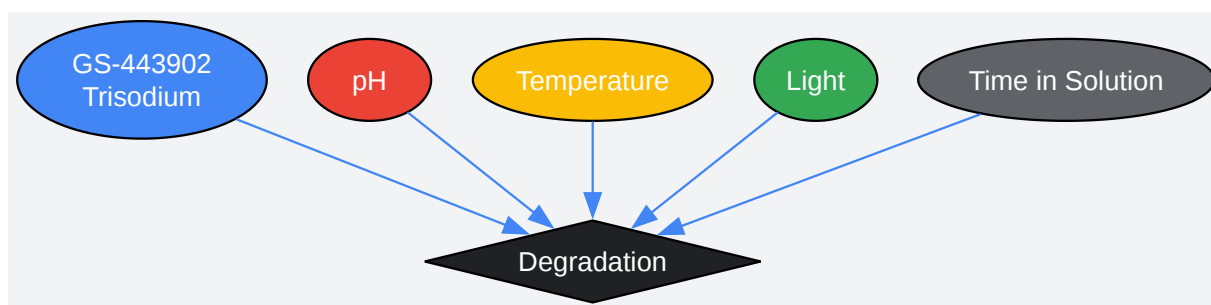 GS-443902
Trisodium
pH
Temperature
Light
Time in Solution
Degradation